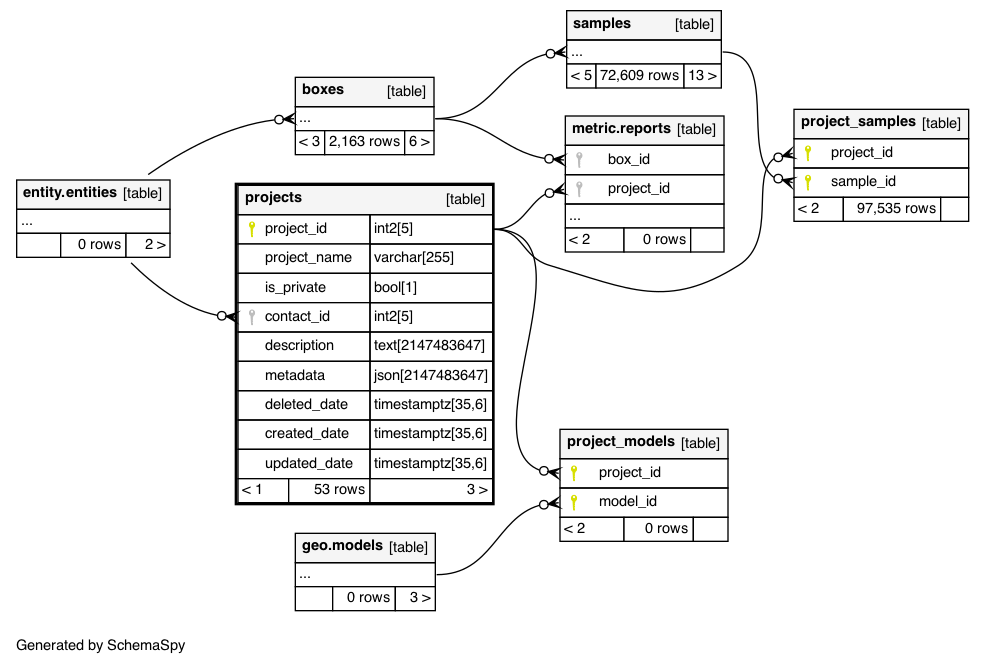 samples [table]
...
< 5 72,609 rows 13 >
boxes [table]
...
< 3 2,163 rows 6 >
metric.reports [table]
box_id
project_id
...
< 2 0 rows
project_samples [table]
project_id
sample_id
< 2 97,535 rows
entity.entities [table]
...
0 rows 2 >
projects [table]
project_id int2[5]
project_name varchar[255]
is_private bool[1]
contact_id int2[5]
description text[2147483647]
metadata json[2147483647]
deleted_date timestamptz[35,6]
created_date timestamptz[35,6]
updated_date timestamptz[35,6]
< 1 53 rows 3 >
project_models [table]
project_id
model_id
< 2 0 rows
geo.models [table]
...
0 rows 3 >
Generated by SchemaSpy